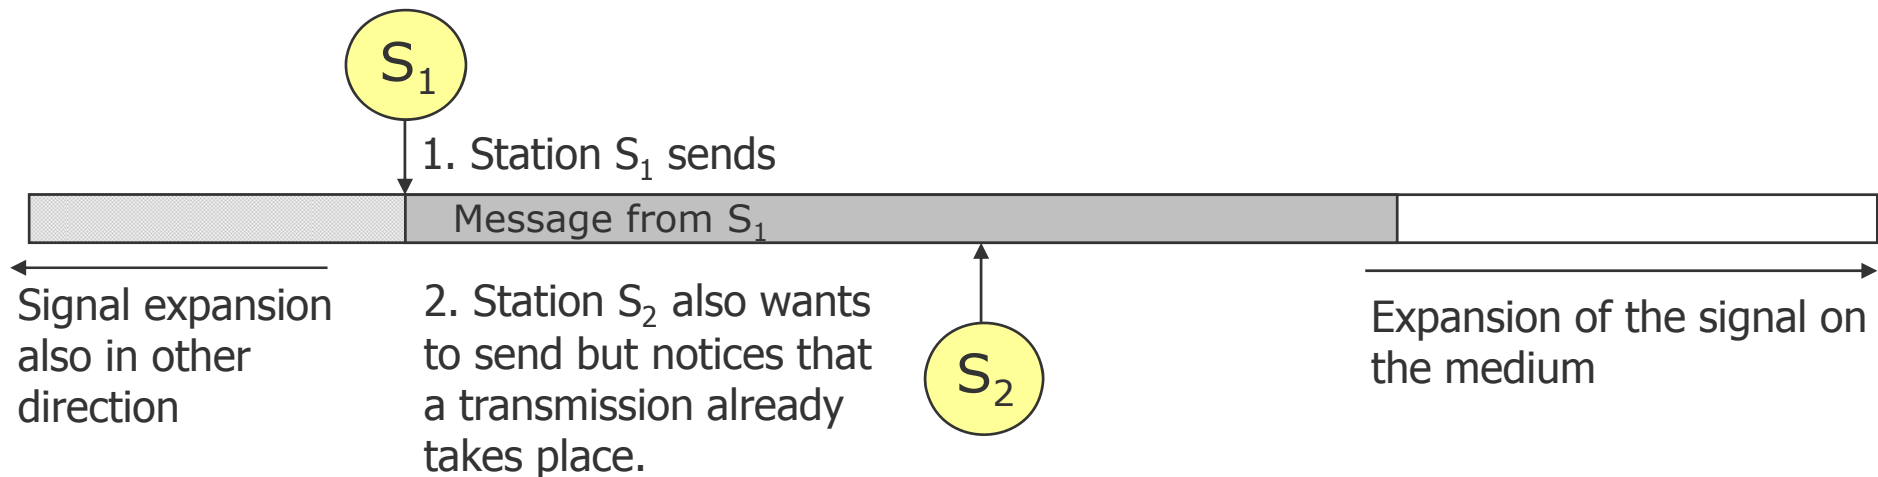 S₁
1. Station S₁ sends
Message from S₁
Signal expansion
also in other
direction
2. Station S₂ also wants
to send but notices that
a transmission already
takes place.
S₂
Expansion of the signal on
the medium